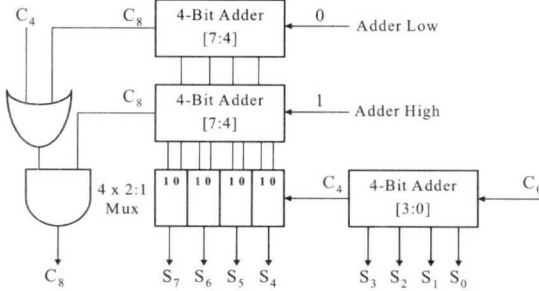 C4 C8 4-Bit Adder 0
[7:4] Adder Low
C8 4-Bit Adder 1
[7:4] Adder High
4 x 2:1
Mux
1 0 1 0 1 0 1 0
C4 4-Bit Adder
[3:0]
C8 S7 S6 S5 S4 S3 S2 S1 S0